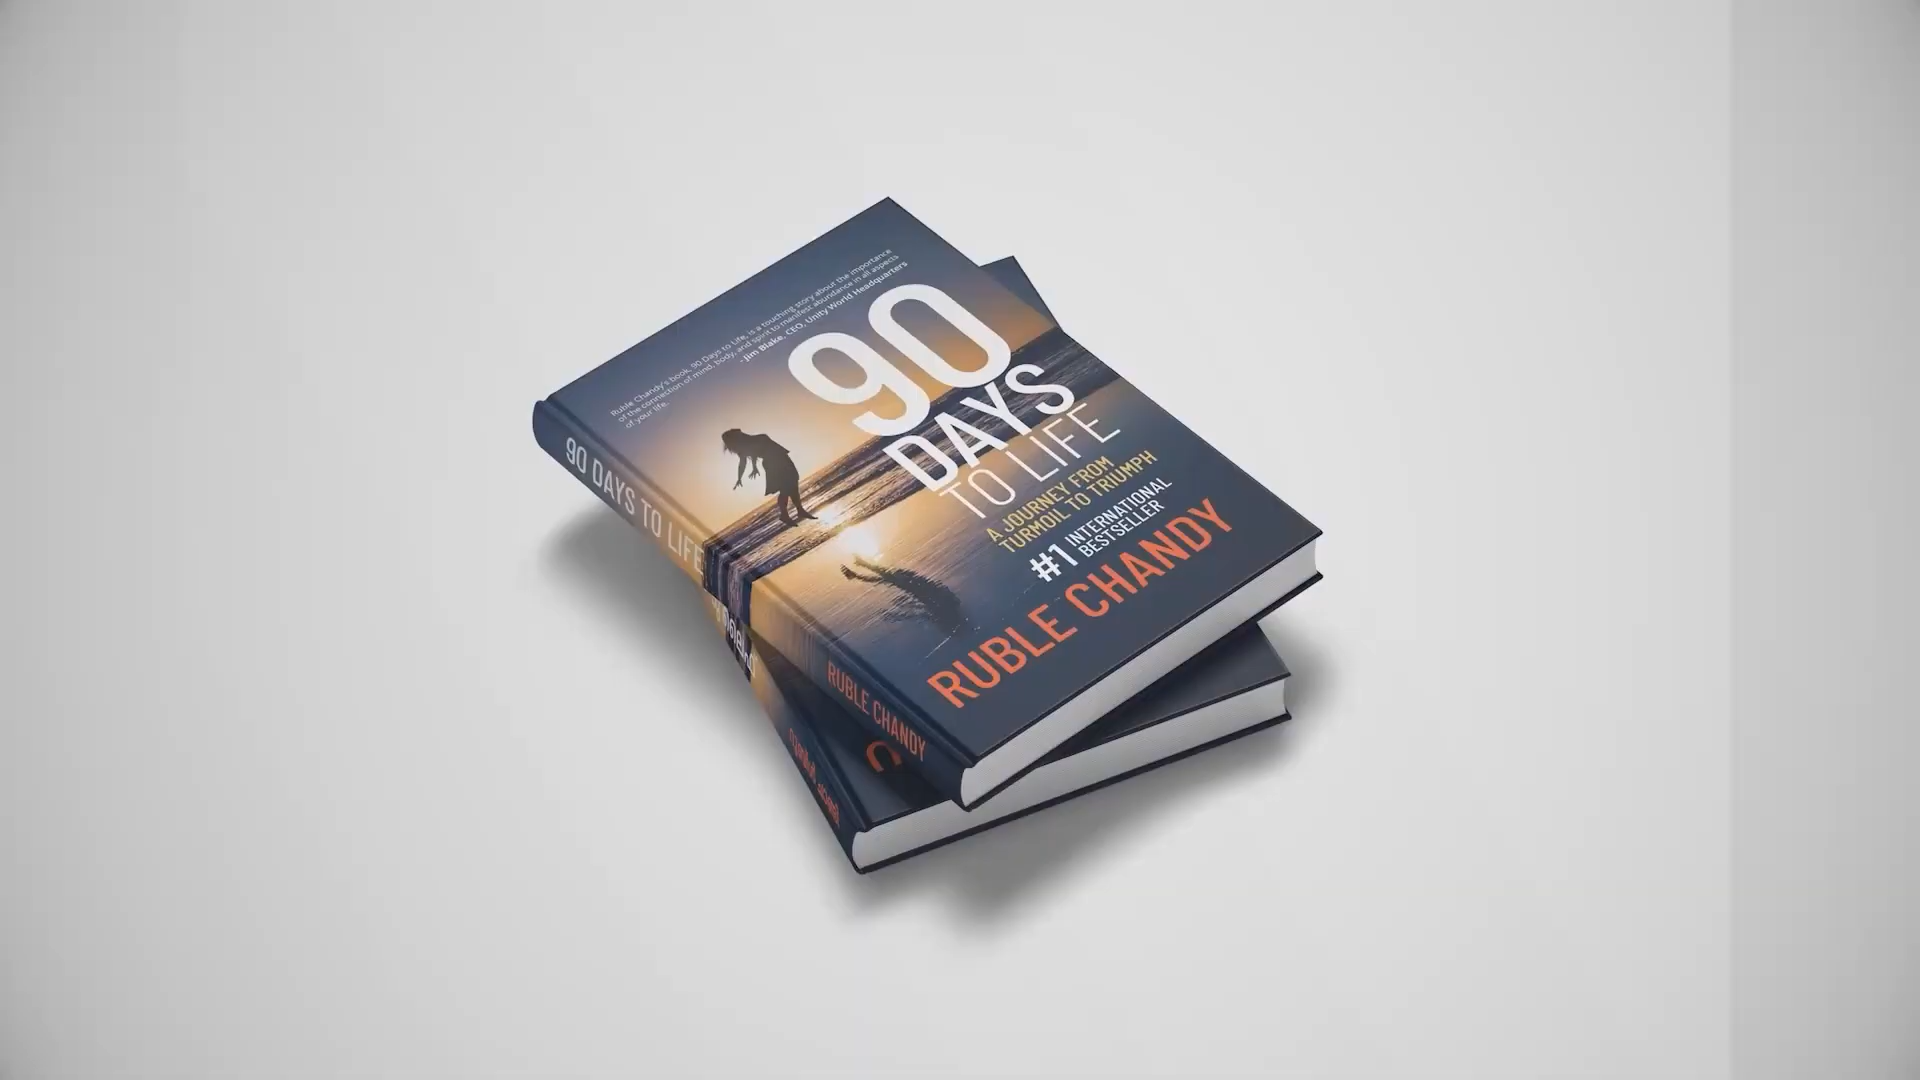 Ruble Chandy's book, 90 Days to Life, is a touching story about the importance
of the connection of mind, body, and spirit to manifest abundance in all aspects
of your life.
- Jim Blake, CEO, Unity World Headquarters
90
DAYS
TO LIFE
A JOURNEY FROM
TURMOIL TO TRIUMPH
#1 INTERNATIONAL
BESTSELLER
RUBLE CHANDY
90 DAYS TO LIFE
RUBLE CHANDY